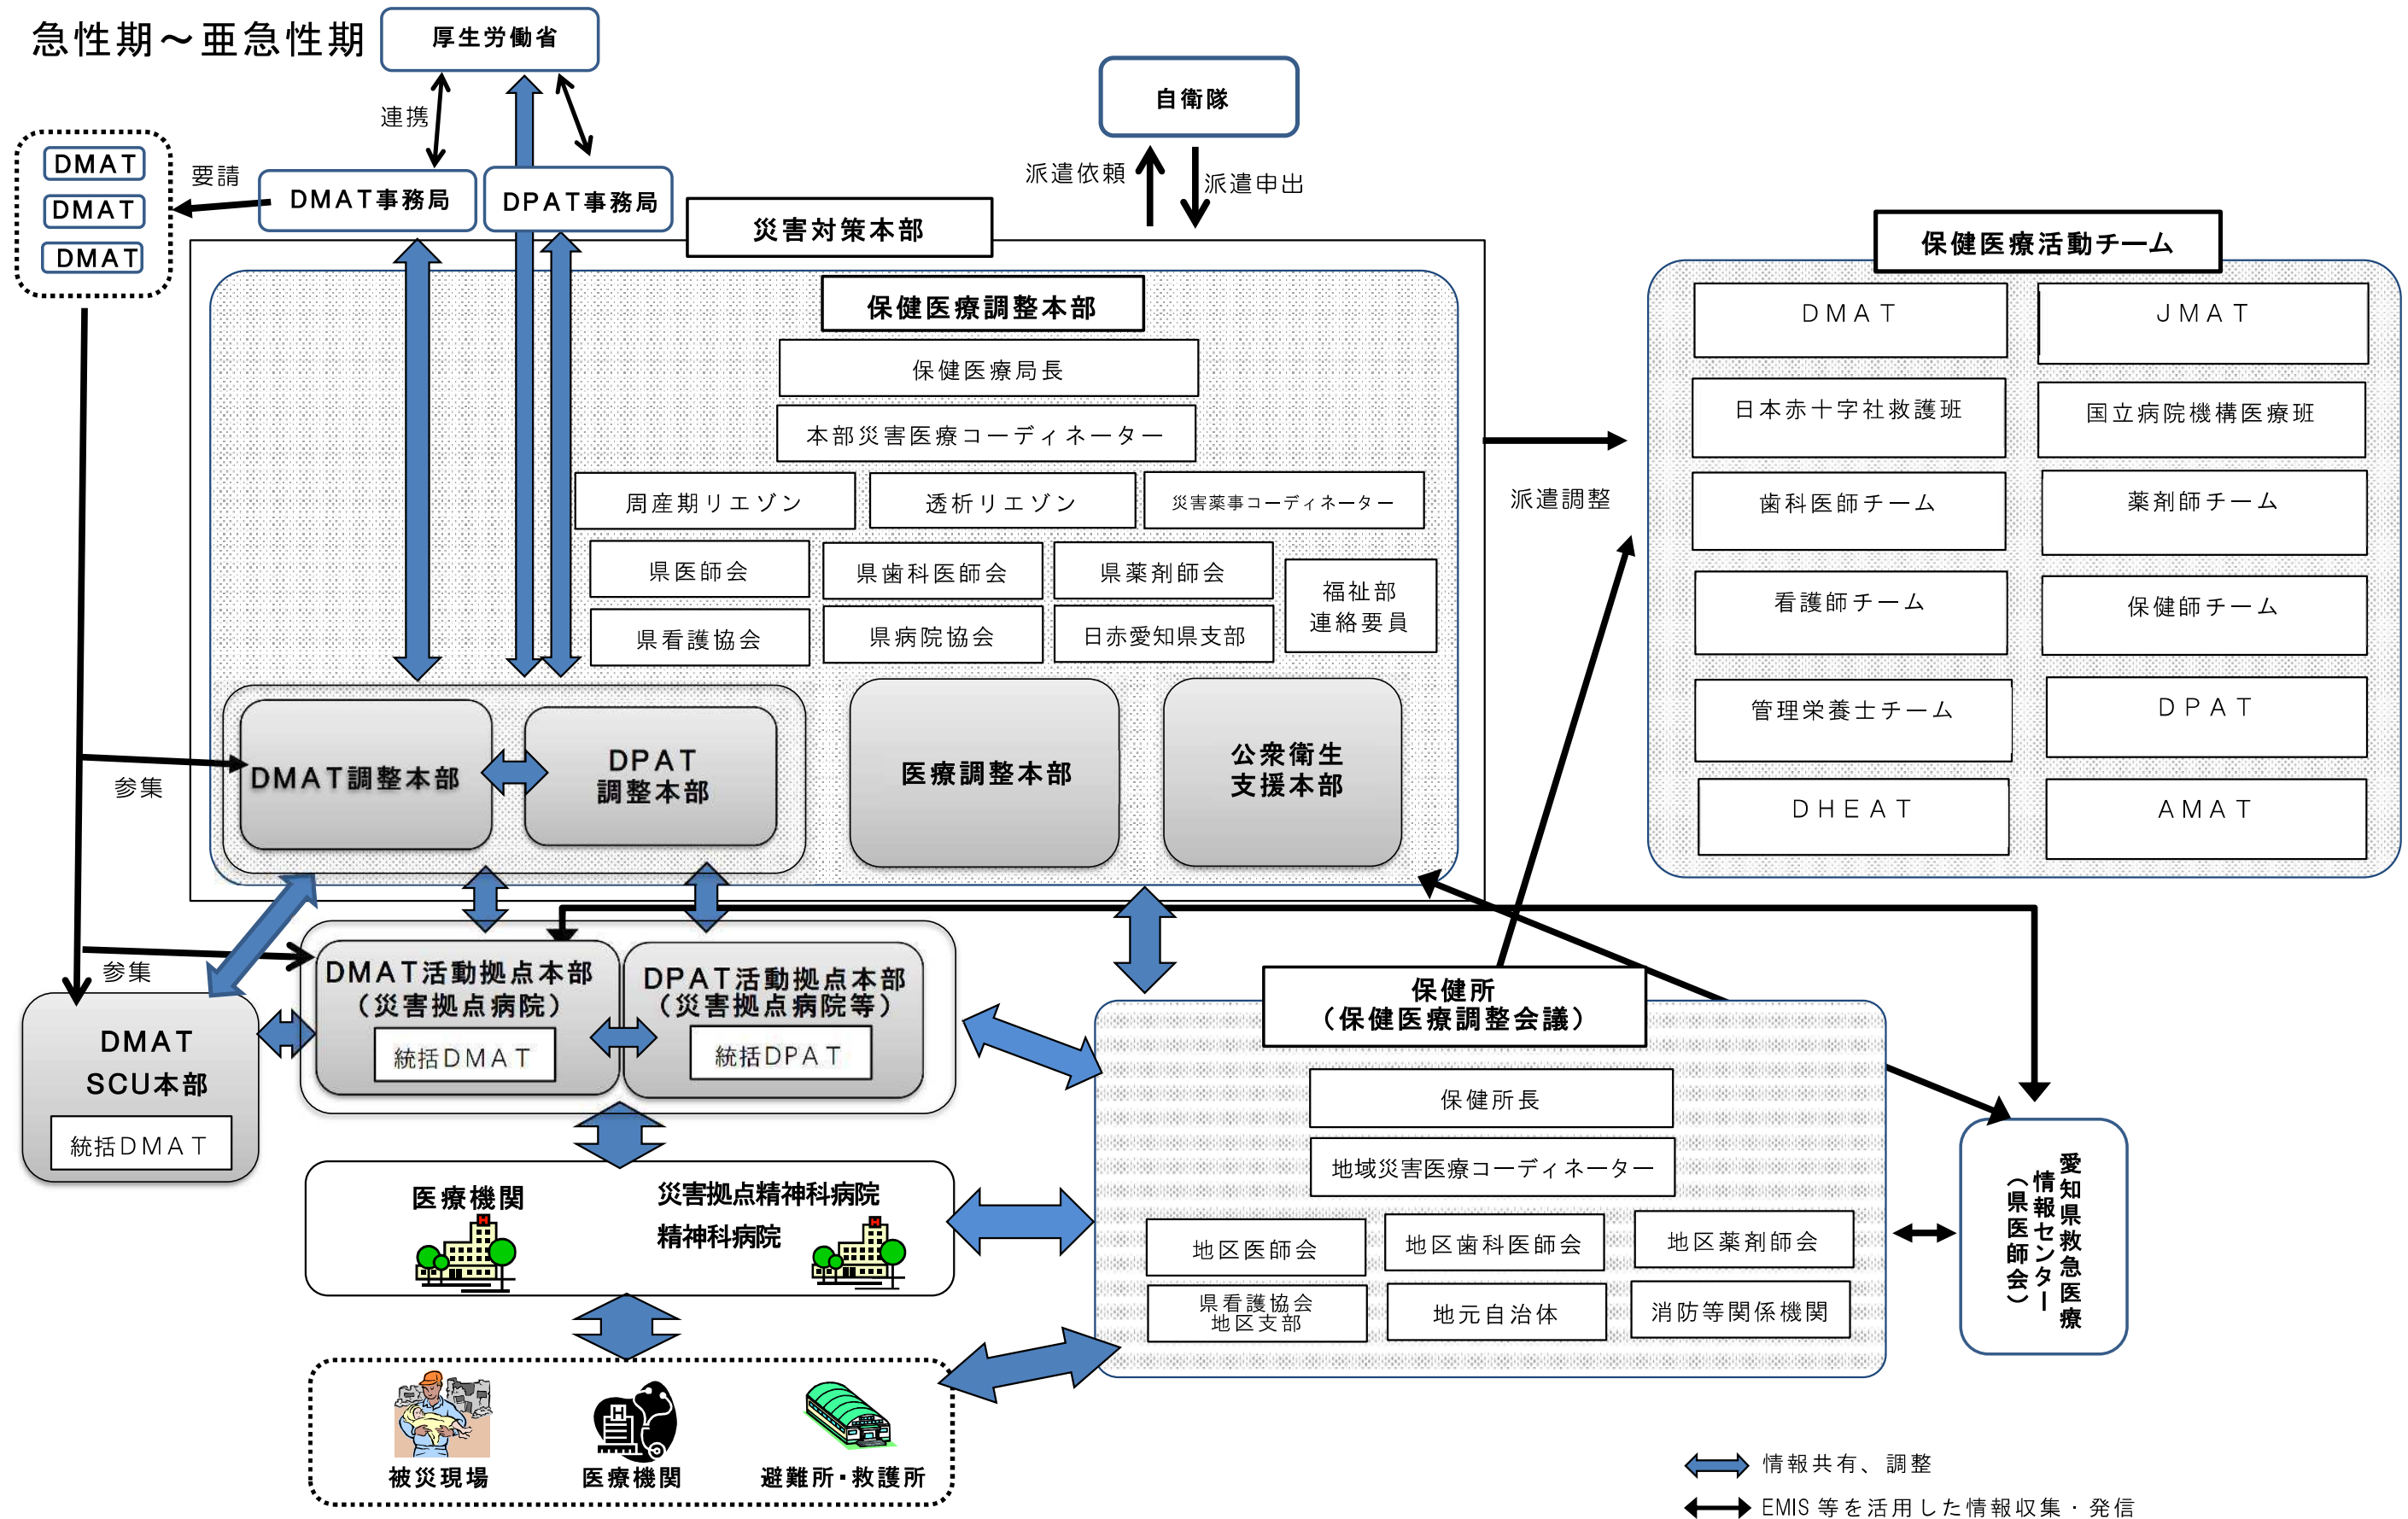 急性期～亜急性期
厚生労働省
連携
自衛隊
派遣依頼
派遣申出
DMAT
DMAT
DMAT
要請
DMAT事務局
DPAT事務局
災害対策本部
保健医療調整本部
保健医療局長
本部災害医療コーディネーター
周産期リエゾン
透析リエゾン
災害薬事コーディネーター
県医師会
県歯科医師会
県薬剤師会
福祉部
連絡要員
県看護協会
県病院協会
日赤愛知県支部
DMAT調整本部
DPAT
調整本部
医療調整本部
公衆衛生
支援本部
参集
参集
派遣調整
保健医療活動チーム
DMAT
JMAT
日本赤十字社救護班
国立病院機構医療班
歯科医師チーム
薬剤師チーム
看護師チーム
保健師チーム
管理栄養士チーム
DPAT
DHEAT
AMAT
DMAT活動拠点本部
（災害拠点病院）
統括DMAT
DPAT活動拠点本部
（災害拠点病院等）
統括DPAT
DMAT
SCU本部
統括DMAT
医療機関
災害拠点精神科病院
精神科病院
被災現場
医療機関
避難所・救護所
保健所
（保健医療調整会議）
保健所長
地域災害医療コーディネーター
地区医師会
地区歯科医師会
地区薬剤師会
県看護協会
地区支部
地元自治体
消防等関係機関
愛知県救急医療
情報センター
（県医師会）
情報共有、調整
EMIS 等を活用した情報収集・発信